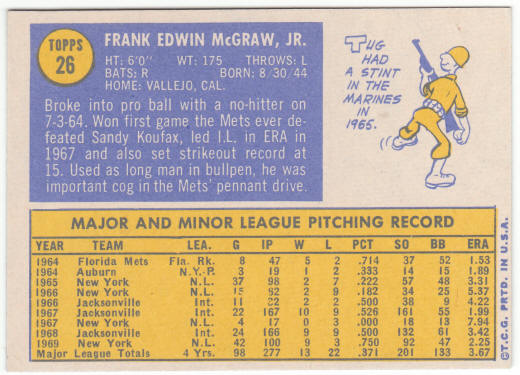 TOPPS
26
FRANK EDWIN McGRAW, JR.
HT: 6'0" WT: 175 THROWS: L
BATS: R BORN: 8/30/44
HOME: VALLEJO, CAL.
Broke into pro ball with a no-hitter on
7-3-64. Won first game the Mets ever de-
feated Sandy Koufax, led I.L. in ERA in
1967 and also set strikeout record at
15. Used as long man in bullpen, he was
important cog in the Mets' pennant drive.
TUG
HAD
A STINT
IN THE
MARINES
IN
1965.
MAJOR AND MINOR LEAGUE PITCHING RECORD
YEAR TEAM LEA. G IP W L PCT SO BB ERA
1964 Florida Mets Fla. Rk. 8 47 5 2 .714 37 52 1.53
1964 Auburn N.Y.-P. 3 19 1 2 .333 14 15 1.89
1965 New York N.L. 37 98 2 7 .222 57 48 3.31
1966 New York N.L. 15 92 2 9 .182 34 25 5.37
1966 Jacksonville Int. 11 22 2 2 .500 38 9 4.22
1967 Jacksonville Int. 22 167 10 9 .526 161 55 1.99
1967 New York N.L. 4 17 0 3 .000 18 13 7.94
1968 Jacksonville Int. 24 166 9 9 .500 132 61 3.42
1969 New York N.L. 42 100 9 3 .750 92 47 2.25
Major League Totals 4 Yrs. 98 277 13 22 .371 201 133 3.67
©T.C.G. PRTD. IN U.S.A.